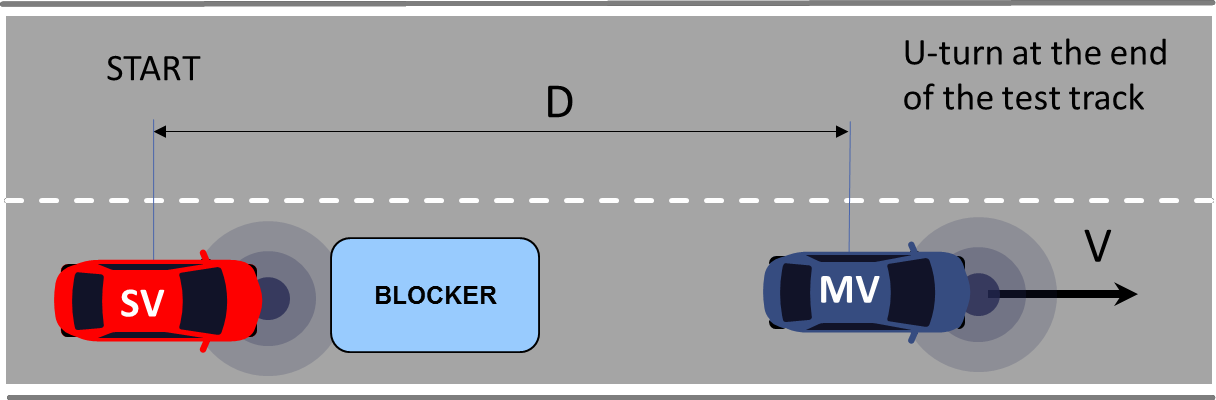 START
U-turn at the end
of the test track
D
V
SV
BLOCKER
MV